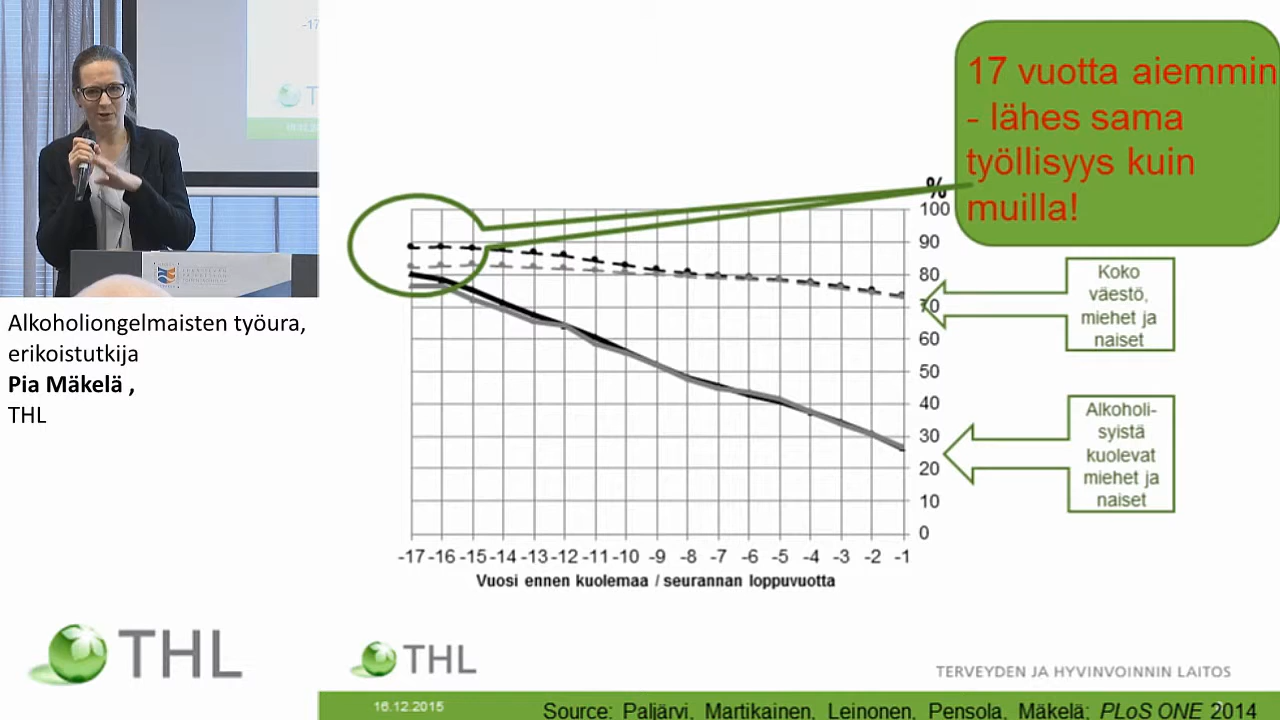 -17
17 vuotta aiemmin
- lähes sama
työllisyys kuin
muilla!
%
100
90
80
70
60
50
40
30
20
10
0
Koko
väestö,
miehet ja
naiset
Alkoholi-
syistä
kuolevat
miehet ja
naiset
-17 -16 -15 -14 -13 -12 -11 -10 -9 -8 -7 -6 -5 -4 -3 -2 -1
Vuosi ennen kuolemaa / seurannan loppuvuotta
Alkoholiongelmaisten työura,
erikoistutkija
Pia Mäkelä ,
THL
THL
THL
TERVEYDEN JA HYVINVOINNIN LAITOS
16.12.2015
Source: Paljärvi, Martikainen, Leinonen, Pensola, Mäkelä; PLoS ONE 2014